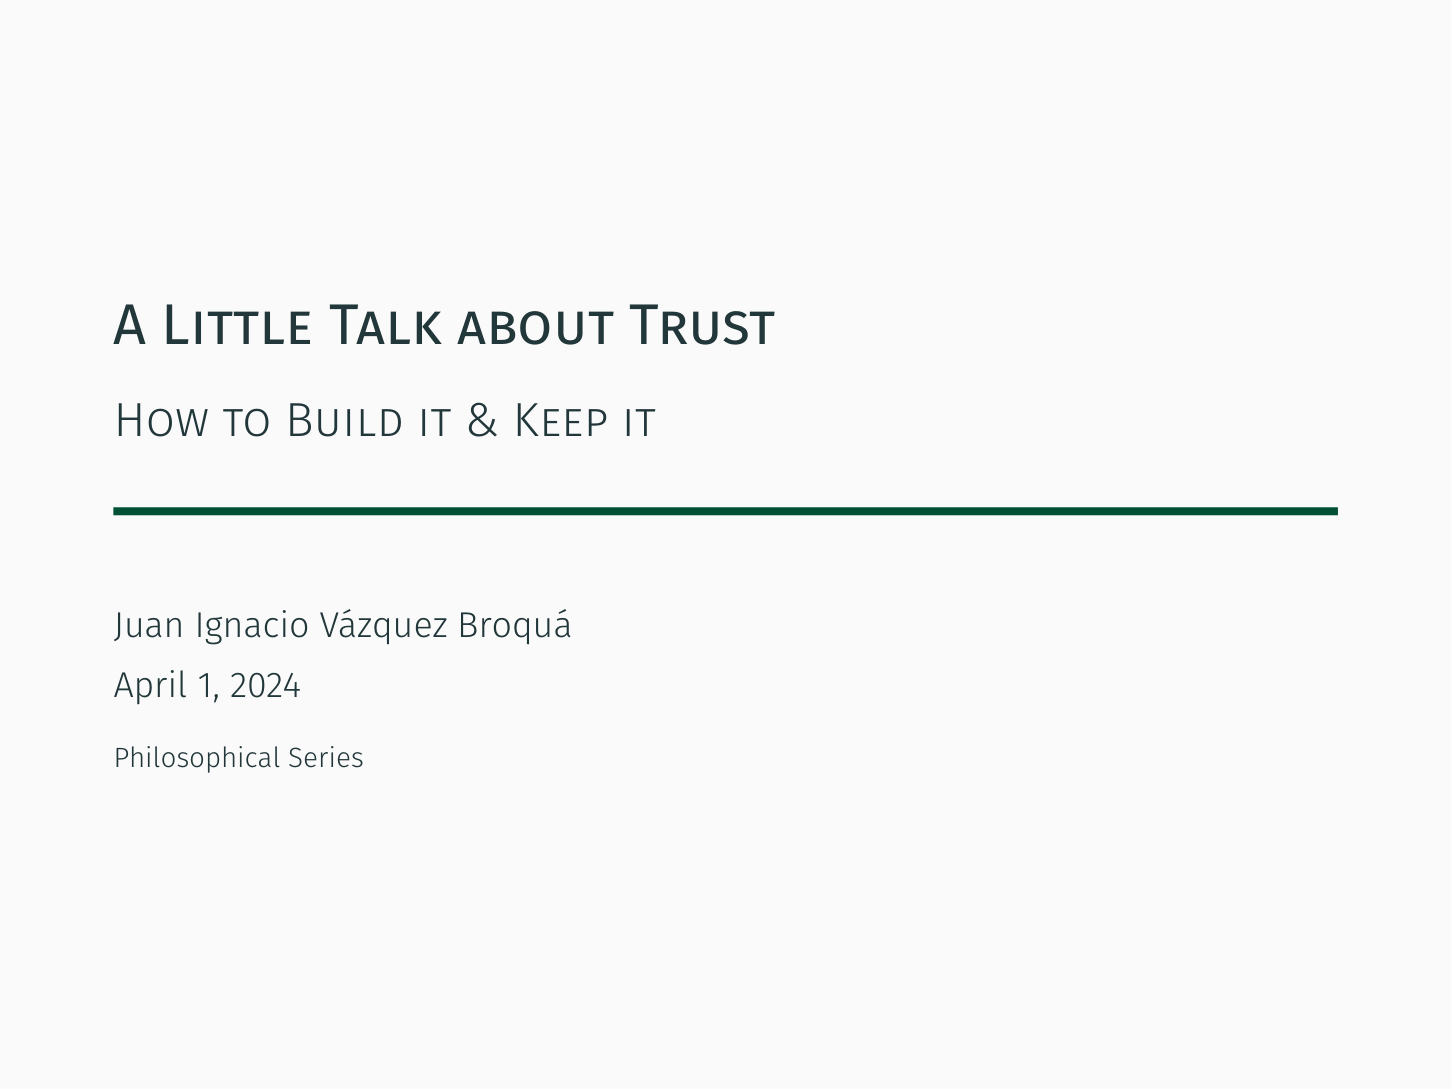 A Little Talk about Trust
How to Build it & Keep it
Juan Ignacio Vázquez Broquá
April 1, 2024
Philosophical Series